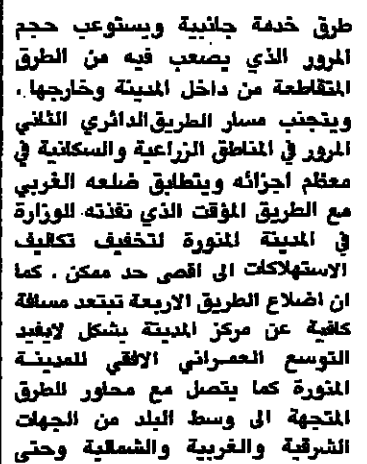 طرق خدمة جانبية ويستوعب حجم
المرور الذي يصعب فيه من الطرق
المتقاطعة من داخل المدينة وخارجها .
ويتجنب مسار الطريق الدائري الثاني
المرور في المناطق الزراعية والسكانية في
معظم اجزائه ويتطابق ضلعه الغربي
مع الطريق المؤقت الذي نفذته الوزارة
في المدينة المنورة لتخفيف تكاليف
الاستهلاكات الى اقصى حد ممكن . كما
ان اضلاع الطريق الاربعة تبتعد مسافة
كافية عن مركز المدينة بشكل لايقيد
التوسع العمراني الافقي للمدينة
المنورة كما يتصل مع محاور الطرق
المتجهة الى وسط البلد من الجهات
الشرقية والغربية والشمالية وحتى